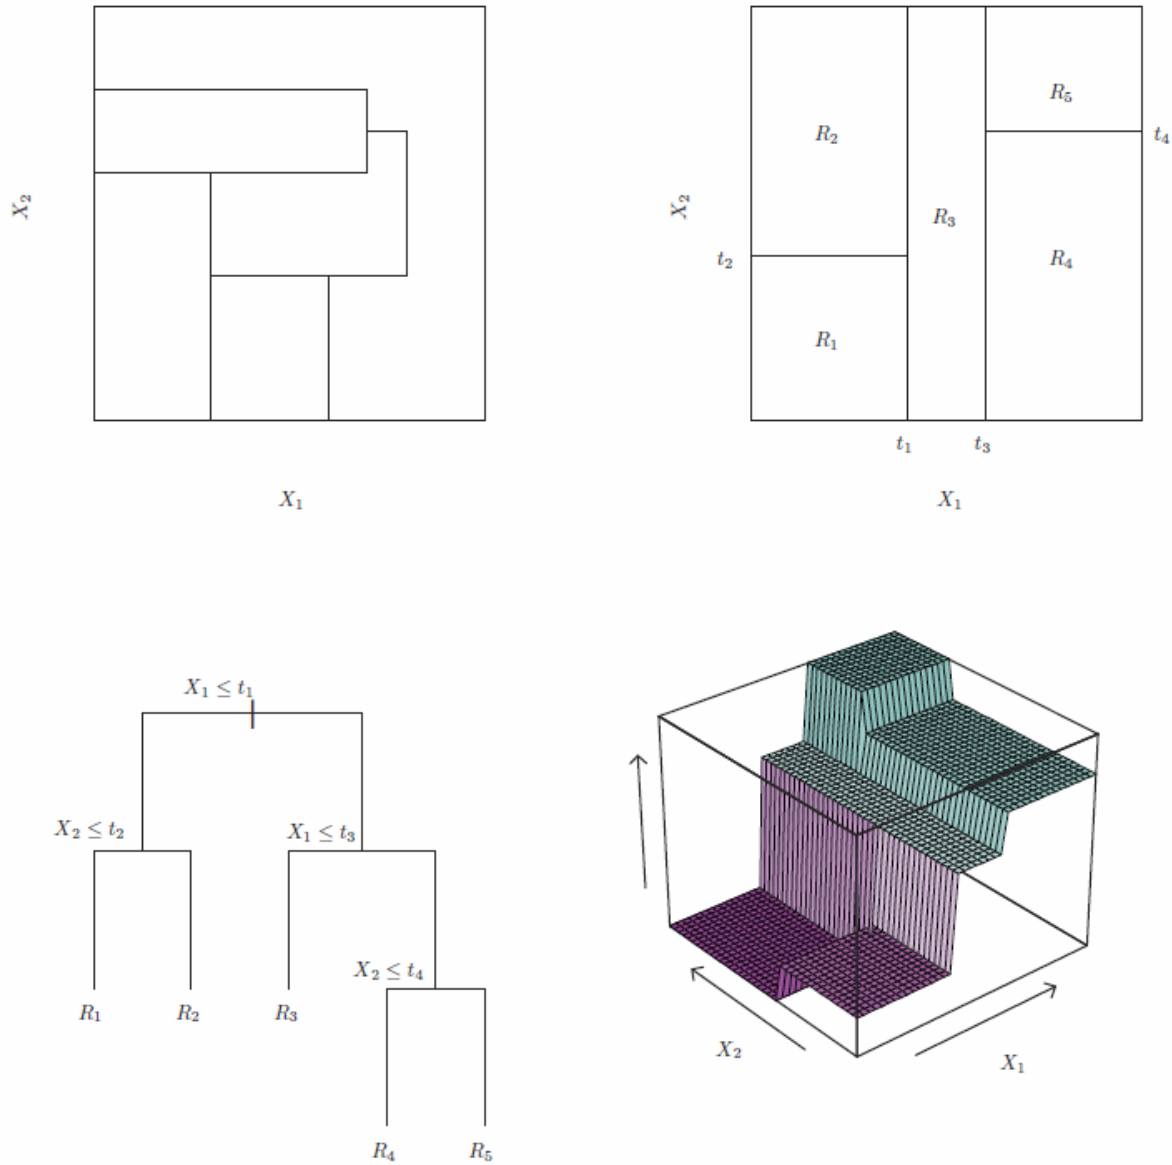 X₂
X₁
R₅
R₂
t₄
X₂
R₃
t₂
R₄
R₁
t₁ t₃
X₁
X₁ ≤ t₁
X₂ ≤ t₂
X₁ ≤ t₃
X₂ ≤ t₄
R₁ R₂ R₃
R₄ R₅
X₂
X₁